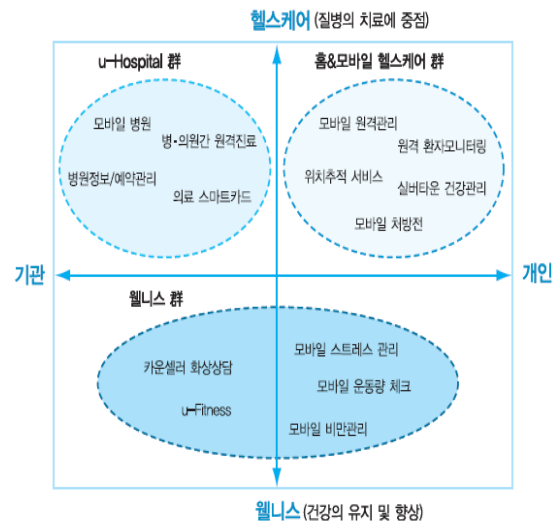 헬스케어 (질병의 치료에 중점)
u-Hospital 群
홈&모바일 헬스케어 群
모바일 병원
병·의원간 원격진료
병원정보/예약관리
의료 스마트카드
모바일 원격관리
원격 환자모니터링
위치추적 서비스
실버타운 건강관리
모바일 처방전
기관
개인
웰니스 群
카운셀러 화상상담
u-Fitness
모바일 스트레스 관리
모바일 운동량 체크
모바일 비만관리
웰니스 (건강의 유지 및 향상)